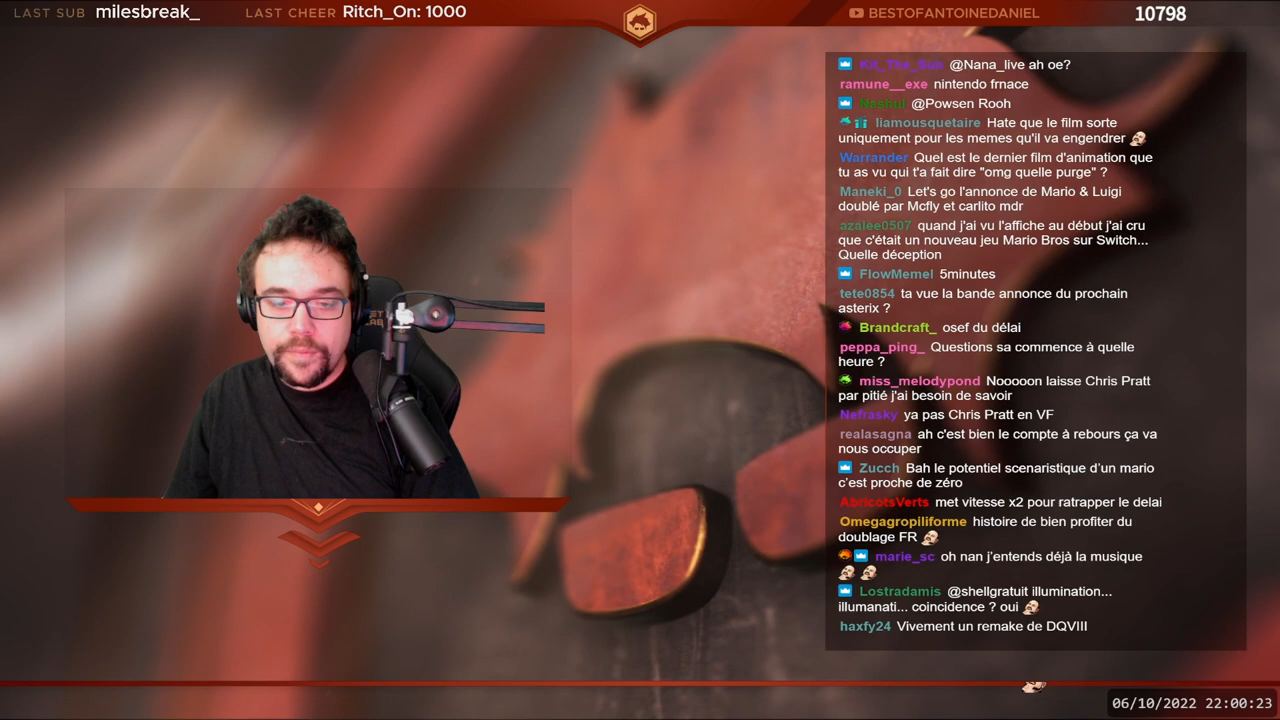 LAST SUB milesbreak_ LAST CHEER Ritch_On: 1000 BESTOFANTOINEDANIEL 10798
Kit_The_Sun @Nana_live ah oe?
ramune__exe nintendo frnace
@Powsen Rooh
liamousquetaire Hate que le film sorte
uniquement pour les memes qu'il va engendrer
Warrander Quel est le dernier film d'animation que
tu as vu qui t'a fait dire "omg quelle purge" ?
Maneki_0 Let's go l'annonce de Mario & Luigi
doublé par Mcfly et carlito mdr
azalee0507 quand j'ai vu l'affiche au début j'ai cru
que c'était un nouveau jeu Mario Bros sur Switch...
Quelle déception
FlowMemel 5minutes
tete0854 ta vue la bande annonce du prochain
asterix ?
Brandcraft_ osef du délai
peppa_ping_ Questions sa commence à quelle
heure ?
miss_melodypond Nooooon laisse Chris Pratt
par pitié j'ai besoin de savoir
Nefrasky ya pas Chris Pratt en VF
realasagna ah c'est bien le compte à rebours ça va
nous occuper
Zucch Bah le potentiel scenaristique d'un mario
c'est proche de zéro
AbricotsVerts met vitesse x2 pour ratrapper le delai
Omegagropiliforme histoire de bien profiter du
doublage FR
marie_sc oh nan j'entends déjà la musique
Lostradamis @shellgratuit illumination...
illumanati... coincidence ? oui
haxfy24 Vivement un remake de DQVIII
06/10/2022 22:00:23